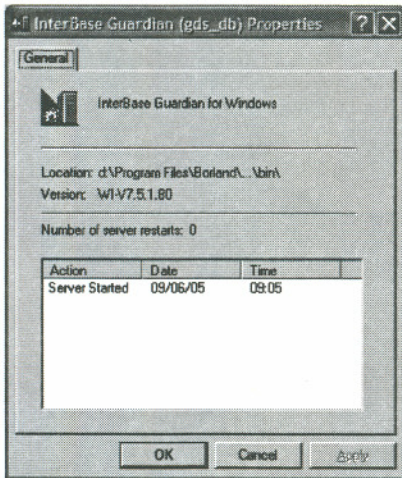 InterBase Guardian (gds_db) Properties
General
InterBase Guardian for Windows
Location: d:\Program Files\Borland\...\bin\
Version: WI-V7.5.1.80
Number of server restarts: 0
Action Date Time
Server Started 09/06/05 09:05
OK Cancel Apply